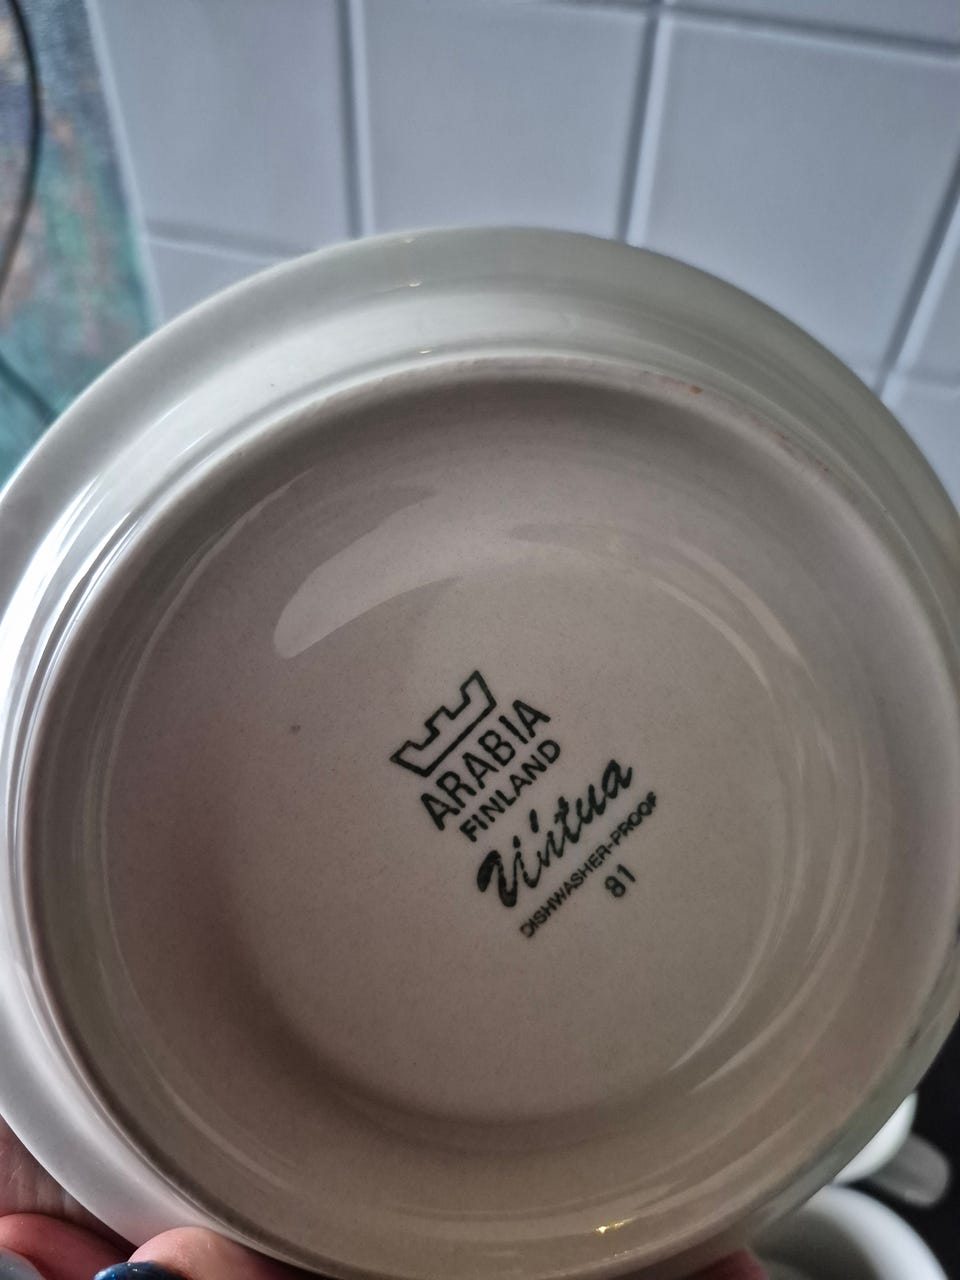 ARABIA
FINLAND
Vintua
DISHWASHER-PROOF
81